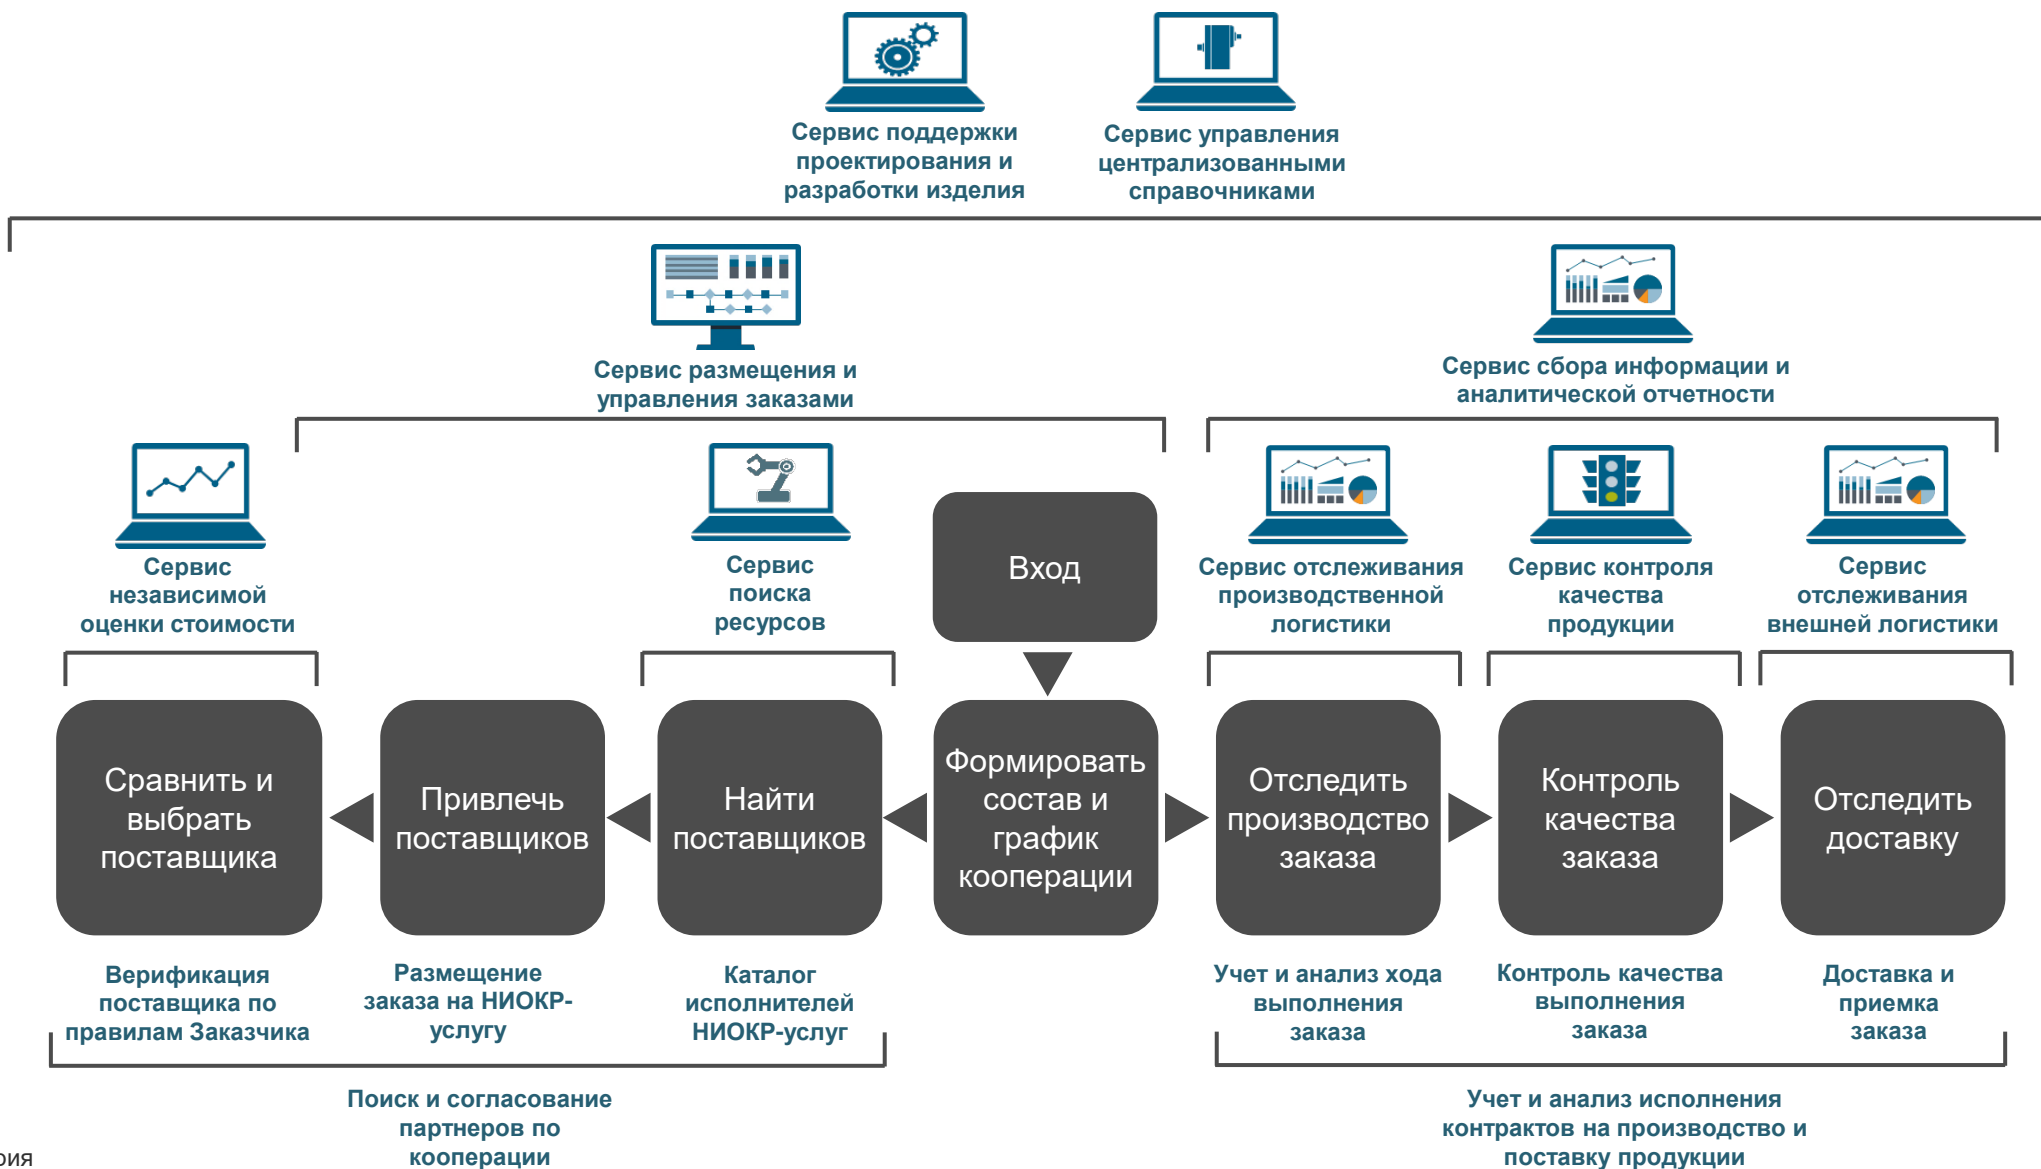 Сервис поддержки
проектирования и
разработки изделия
Сервис управления
централизованными
справочниками
Сервис размещения и
управления заказами
Сервис сбора информации и
аналитической отчетности
Сервис
независимой
оценки стоимости
Сервис
поиска
ресурсов
Вход
Сервис отслеживания
производственной
логистики
Сервис контроля
качества
продукции
Сервис
отслеживания
внешней логистики
Сравнить и
выбрать
поставщика
Привлечь
поставщиков
Найти
поставщиков
Формировать
состав и
график
кооперации
Отследить
производство
заказа
Контроль
качества
заказа
Отследить
доставку
Верификация
поставщика по
правилам Заказчика
Размещение
заказа на НИОКР-
услугу
Каталог
исполнителей
НИОКР-услуг
Учет и анализ хода
выполнения
заказа
Контроль качества
выполнения
заказа
Доставка и
приемка
заказа
Поиск и согласование
партнеров по
кооперации
Учет и анализ исполнения
контрактов на производство и
поставку продукции